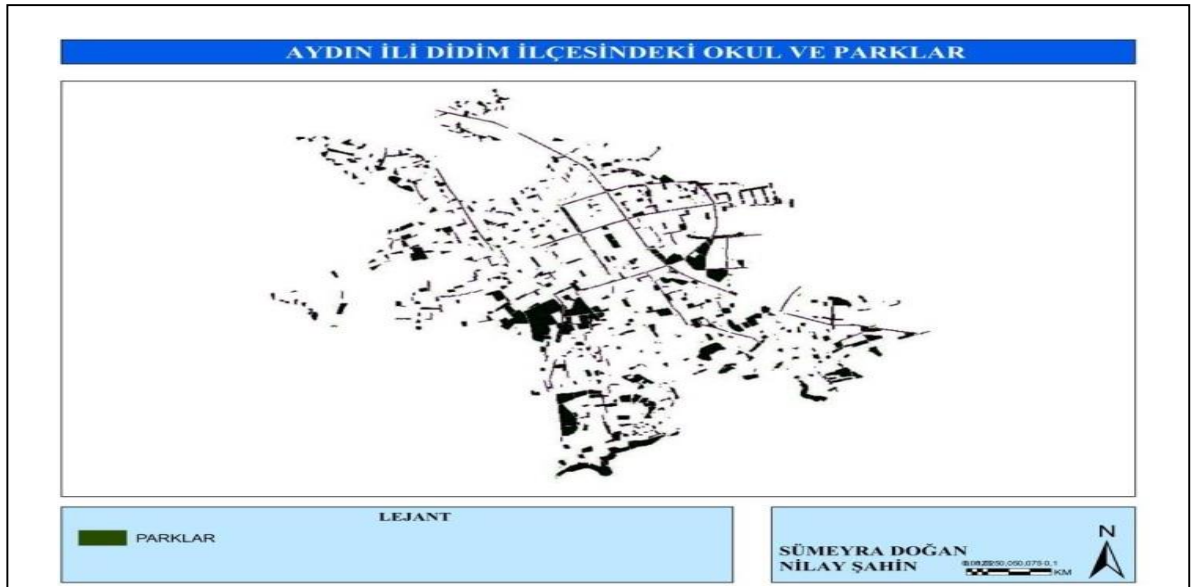 AYDIN İLİ DİDİM İLÇESİNDEKİ OKUL VE PARKLAR
LEJANT
PARKLAR
N
SÜMEYRA DOĞAN
NİLAY ŞAHİN
KM